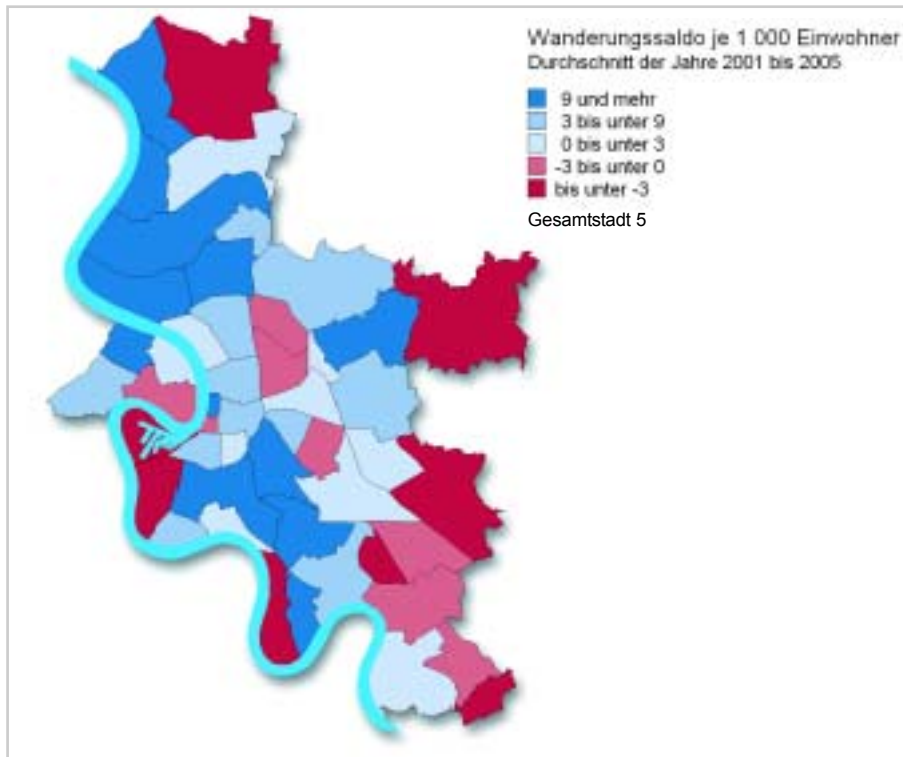 Wanderungssaldo je 1 000 Einwohner
Durchschnitt der Jahre 2001 bis 2005
9 und mehr
3 bis unter 9
0 bis unter 3
-3 bis unter 0
bis unter -3
Gesamtstadt 5